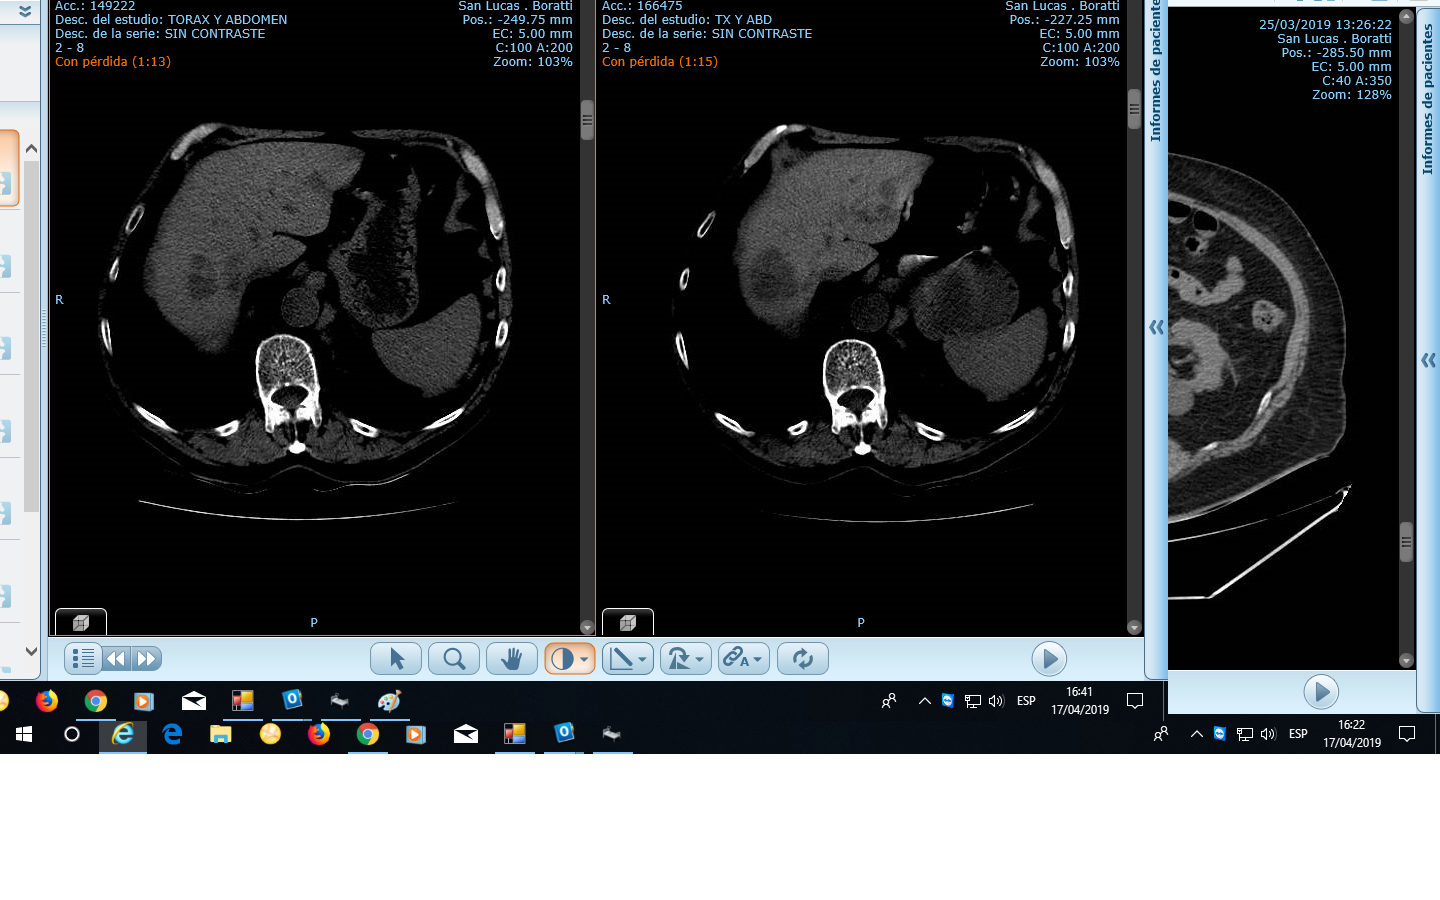 Acc.: 149222
San Lucas . Boratti
Desc. del estudio: TORAX Y ABDOMEN
Pos.: -249.75 mm
Desc. de la serie: SIN CONTRASTE
EC: 5.00 mm
2 - 8
C:100 A:200
Con pérdida (1:13)
Zoom: 103%
R
P
Acc.: 166475
San Lucas . Boratti
Desc. del estudio: TX Y ABD
Pos.: -227.25 mm
Desc. de la serie: SIN CONTRASTE
EC: 5.00 mm
2 - 8
C:100 A:200
Con pérdida (1:15)
Zoom: 103%
R
P
Informes de paciente
25/03/2019 13:26:22
San Lucas . Boratti
Pos.: -285.50 mm
EC: 5.00 mm
C:40 A:350
Zoom: 128%
Informes de pacientes
A
ESP
16:41
17/04/2019
ESP
16:22
17/04/2019